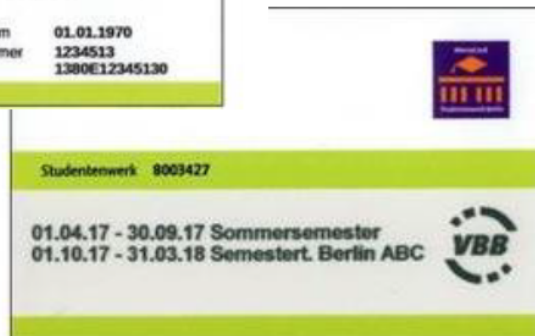 m 01.01.1970
mer 1234513
1380E12345130
Studentenwerk 8003427
01.04.17 - 30.09.17 Sommersemester
01.10.17 - 31.03.18 Semestert. Berlin ABC
VBB